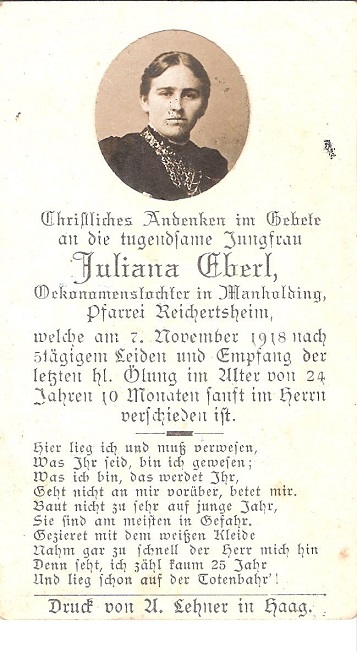 Christliches Andenken im Gebete
an die tugendsame Jungfrau
Juliana Eberl,
Oekonomenstochter in Manholding,
Pfarrei Reichertsheim,
welche am 7. November 1918 nach
5tägigem Leiden und Empfang der
letzten hl. Ölung im Alter von 24
Jahren 10 Monaten sanft im Herrn
verschieden ist.
Hier lieg ich und muß verwesen,
Was Ihr seid, bin ich gewesen;
Was ich bin, das werdet Ihr,
Geht nicht an mir vorüber, betet mir.
Baut nicht zu sehr auf junge Jahr,
Sie sind am meisten in Gefahr.
Gezieret mit dem weißen Kleide
Nahm gar zu schnell der Herr mich hin
Denn seht, ich zähl kaum 25 Jahr
Und lieg schon auf der Totenbahr'!
Druck von A. Lehner in Haag.